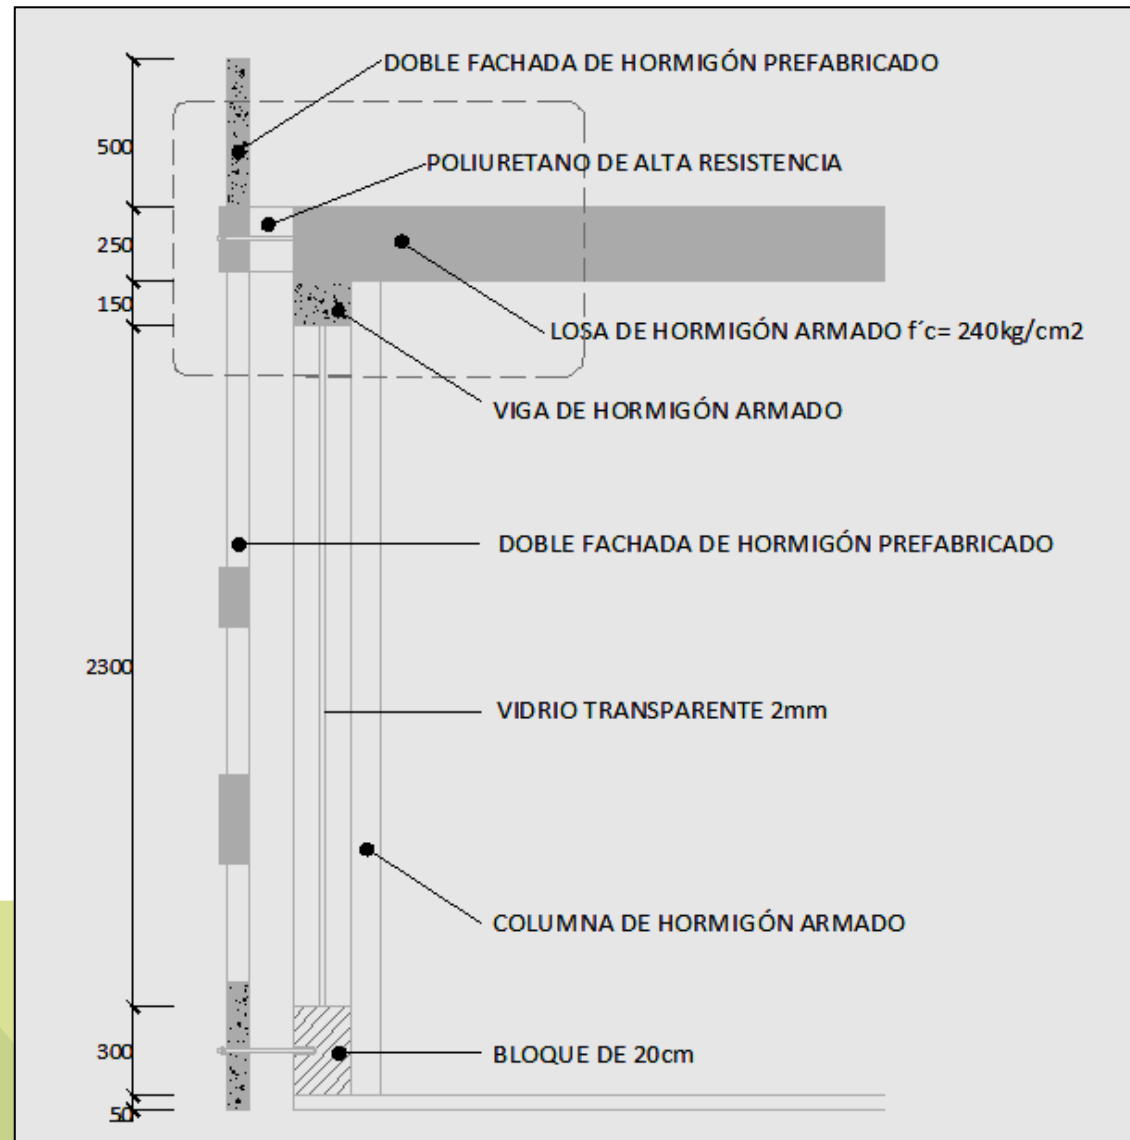 DOBLE FACHADA DE HORMIGÓN PREFABRICADO
500
POLIURETANO DE ALTA RESISTENCIA
250
150
LOSA DE HORMIGÓN ARMADO f´c= 240kg/cm2
VIGA DE HORMIGÓN ARMADO
DOBLE FACHADA DE HORMIGÓN PREFABRICADO
2300
VIDRIO TRANSPARENTE 2mm
COLUMNA DE HORMIGÓN ARMADO
300
BLOQUE DE 20cm
50